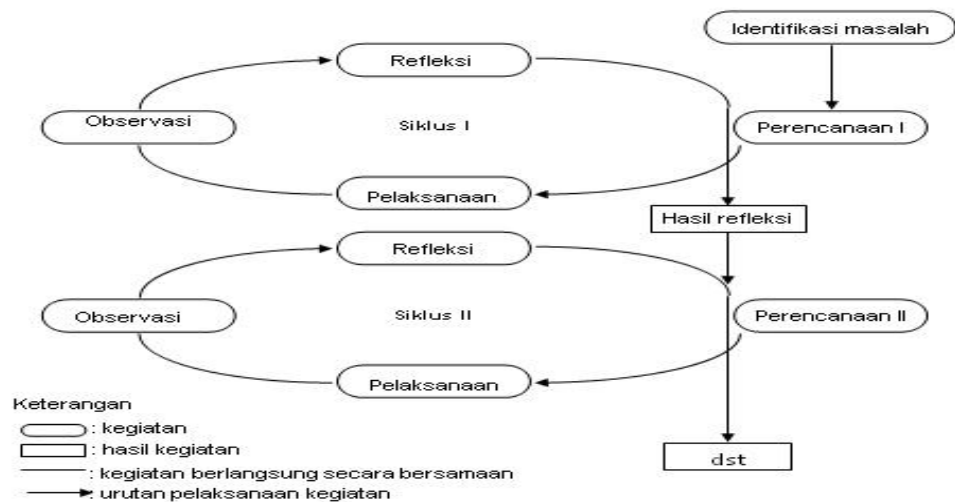 Identifikasi masalah
Refleksi
Observasi
Siklus I
Perencanaan I
Pelaksanaan
Hasil refleksi
Refleksi
Observasi
Siklus II
Perencanaan II
Pelaksanaan
Keterangan
: kegiatan
: hasil kegiatan
: kegiatan berlangsung secara bersamaan
: urutan pelaksanaan kegiatan
dst